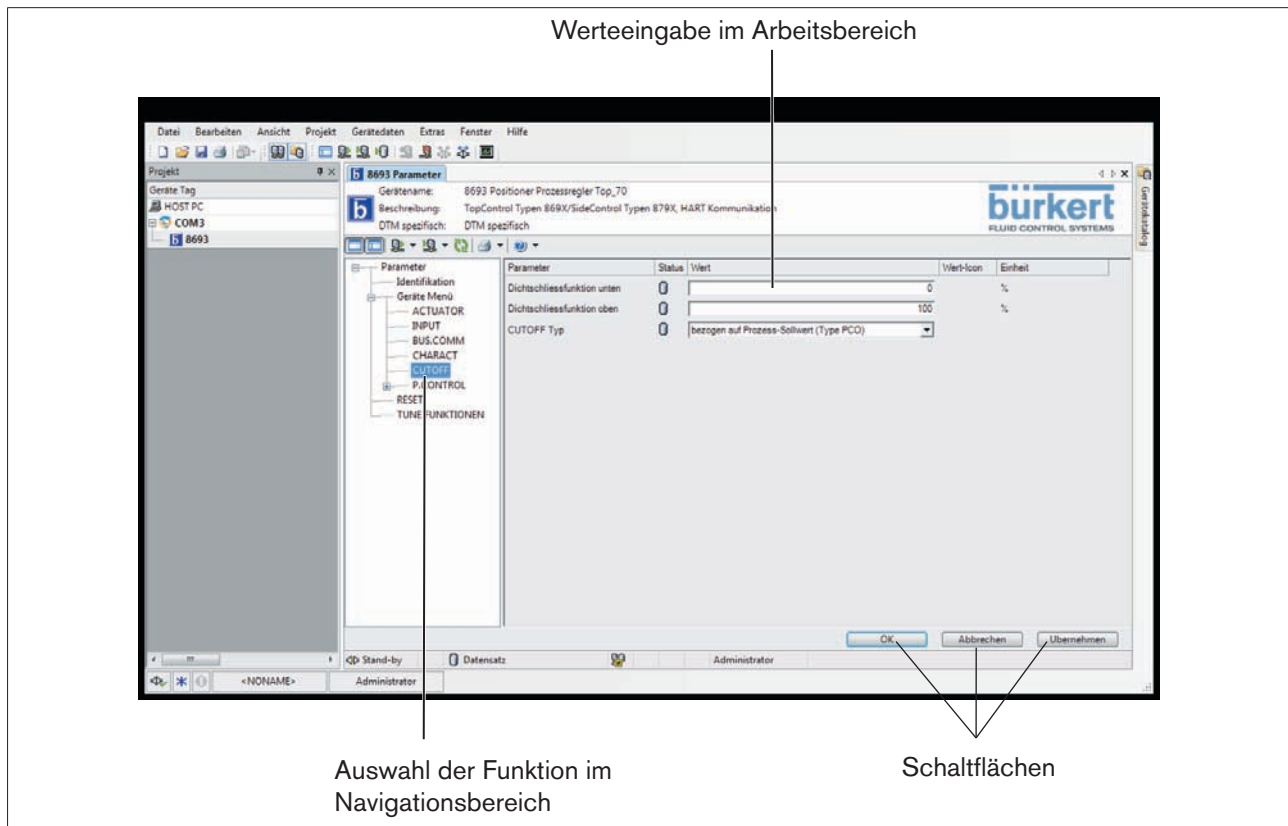 Werteeingabe im Arbeitsbereich
Datei Bearbeiten Ansicht Projekt Gerätedaten Extras Fenster Hilfe
Projekt
Geräte Tag
HOST PC
COM3
8693
8693 Parameter
Gerätename: 8693 Positioner Prozessregler Top_70
Beschreibung: TopControl Typen 869X/SideControl Typen 879X, HART Kommunikation
DTM spezifisch: DTM spezifisch
bürkert
FLUID CONTROL SYSTEMS
Gerätekatalog
Parameter
Identifikation
Geräte Menü
ACTUATOR
INPUT
BUS.COMM
CHARACT
CUTOFF
P.CONTROL
RESET
TUNE FUNKTIONEN
Parameter Status Wert Wert-Icon Einheit
Dichtschliessfunktion unten 0 %
Dichtschliessfunktion oben 100 %
CUTOFF Typ bezogen auf Prozess-Sollwert (Type PCO)
OK Abbrechen Übernehmen
Stand-by Datensatz Administrator
<NONAME> Administrator
Auswahl der Funktion im
Navigationsbereich
Schaltflächen